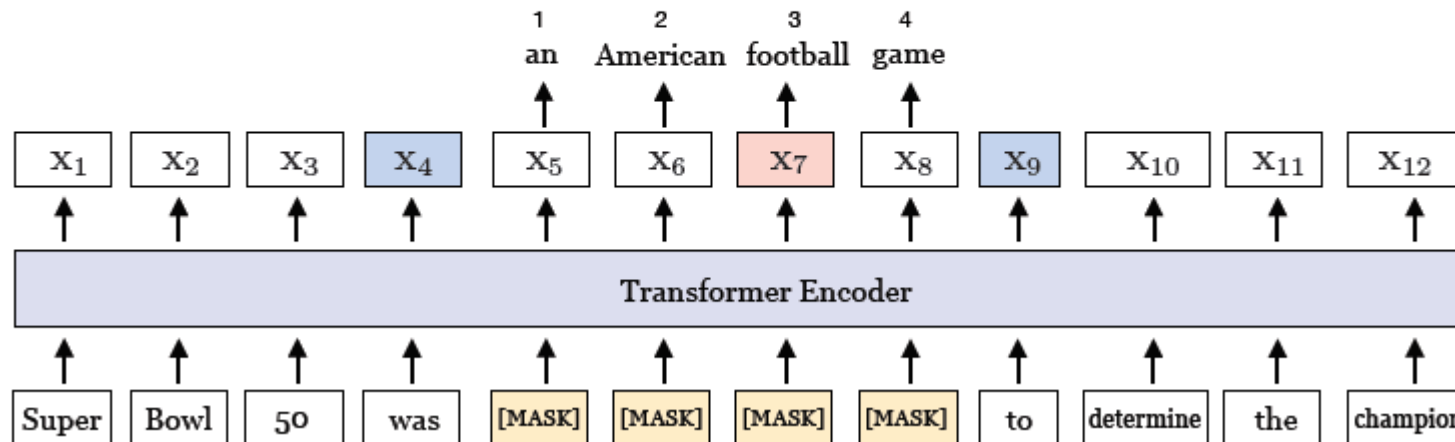 1 2 3 4
an American football game
x₁ x₂ x₃ x₄ x₅ x₆ x₇ x₈ x₉ x₁₀ x₁₁ x₁₂
Transformer Encoder
Super Bowl 50 was [MASK] [MASK] [MASK] [MASK] to determine the champion